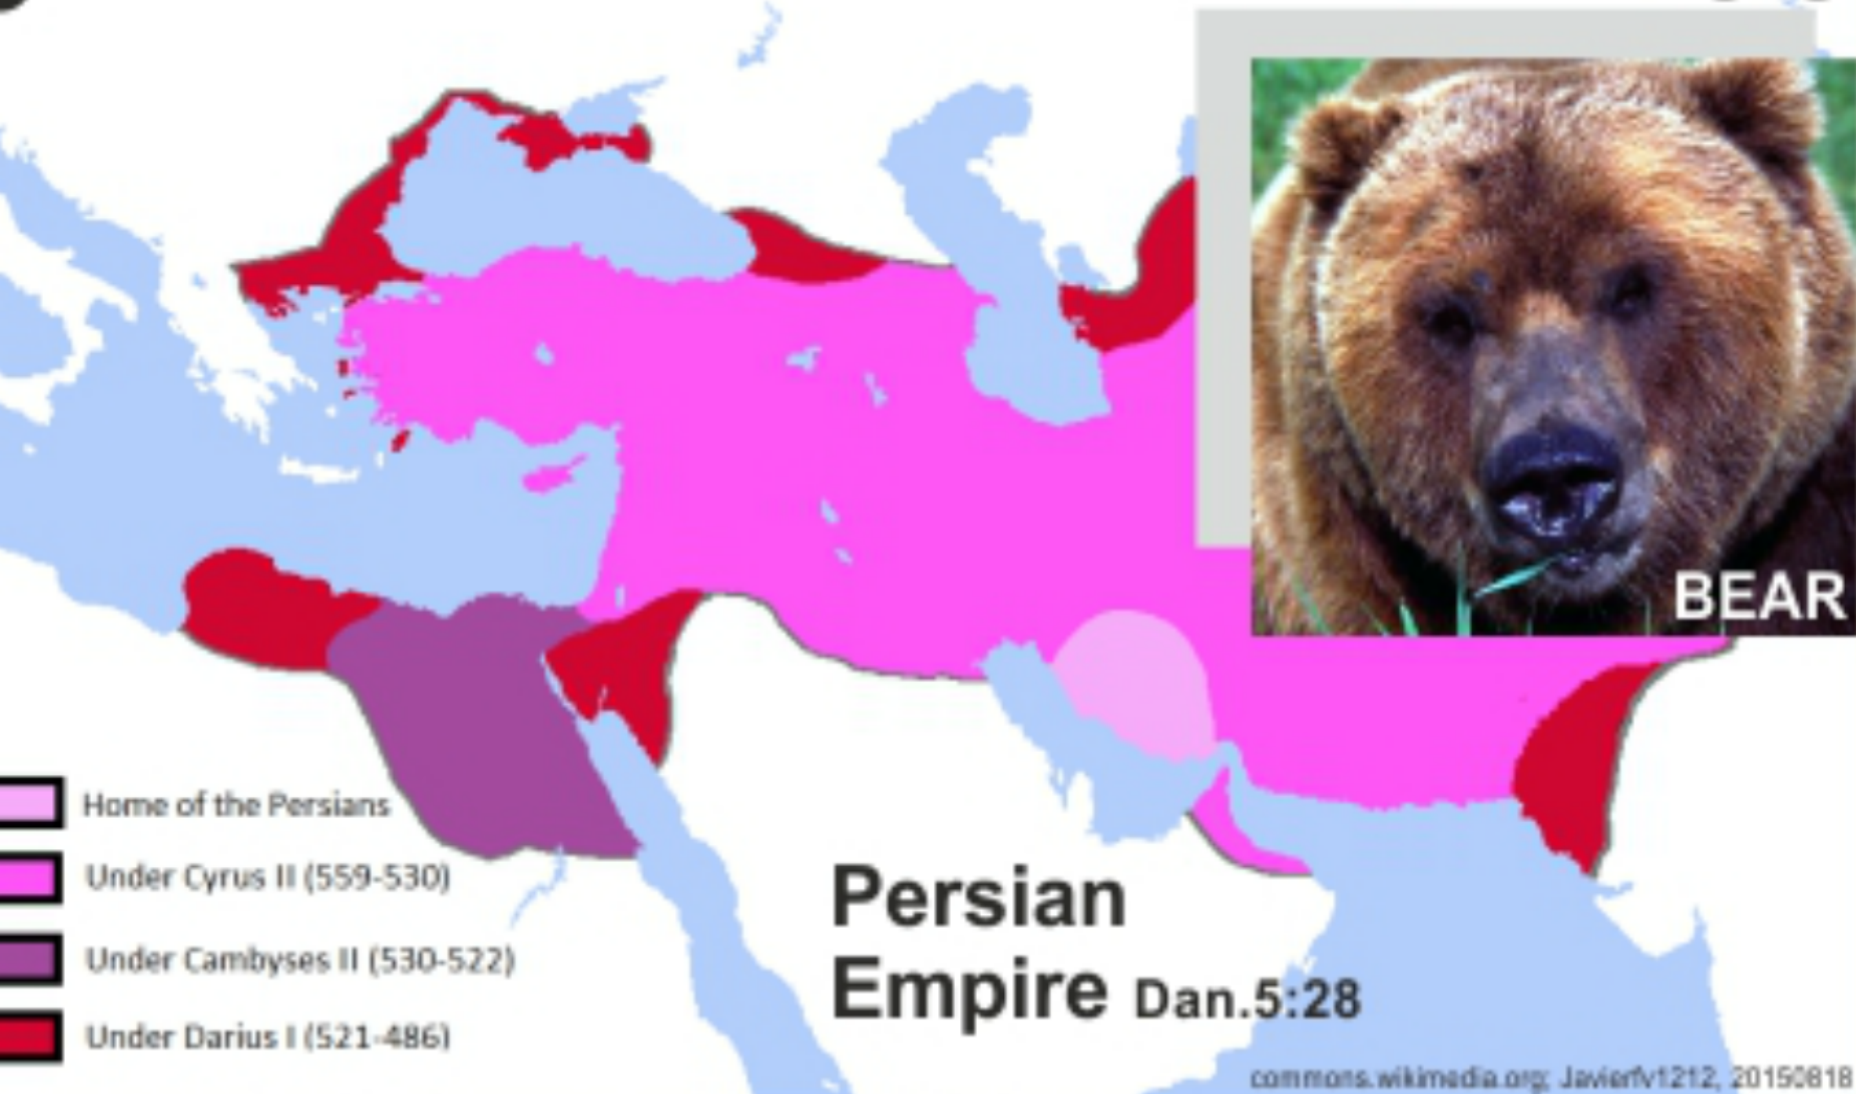 BEAR
Home of the Persians
Under Cyrus II (559-530)
Under Cambyses II (530-522)
Under Darius I (521-486)
Persian
Empire Dan.5:28
commons.wikimedia.org; Javierfv1212, 20150818